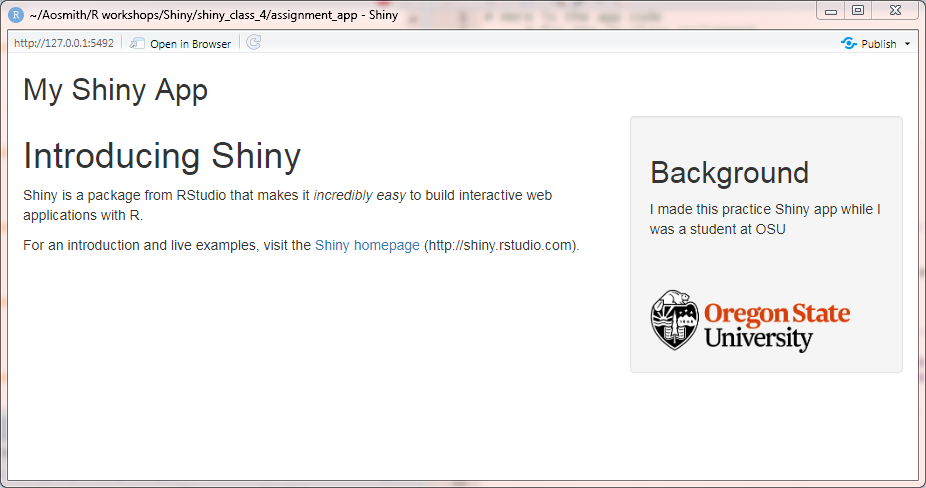 R ~/Aosmith/R workshops/Shiny/shiny_class_4/assignment_app - Shiny
http://127.0.0.1:5492 Open in Browser Publish
My Shiny App
Introducing Shiny
Shiny is a package from RStudio that makes it incredibly easy to build interactive web
applications with R.
For an introduction and live examples, visit the Shiny homepage (http://shiny.rstudio.com).
Background
I made this practice Shiny app while I
was a student at OSU
Oregon State
University